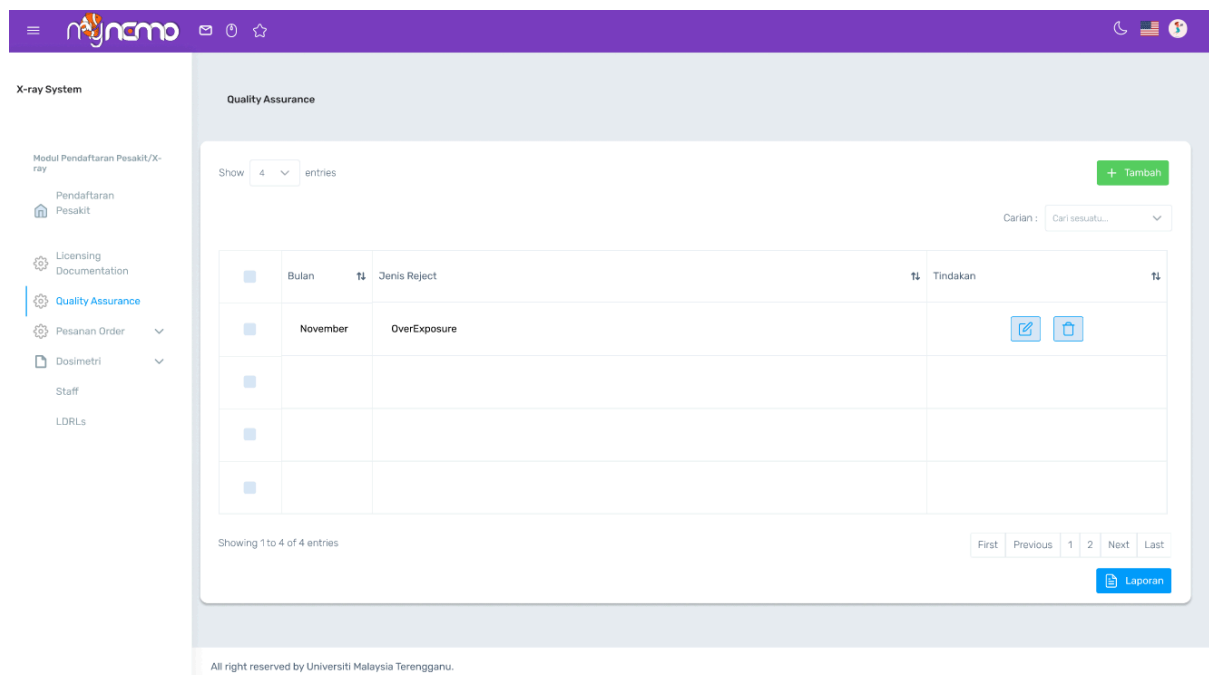 mynemo
X-ray System
Quality Assurance
Modul Pendaftaran Pesakit/X-
ray
Pendaftaran
Pesakit
Licensing
Documentation
Quality Assurance
Pesanan Order
Dosimetri
Staff
LDRLs
Show 4 entries
+ Tambah
Carian : Cari sesuatu...
Bulan Jenis Reject Tindakan
November OverExposure
Showing 1 to 4 of 4 entries
First Previous 1 2 Next Last
Laporan
All right reserved by Universiti Malaysia Terengganu.